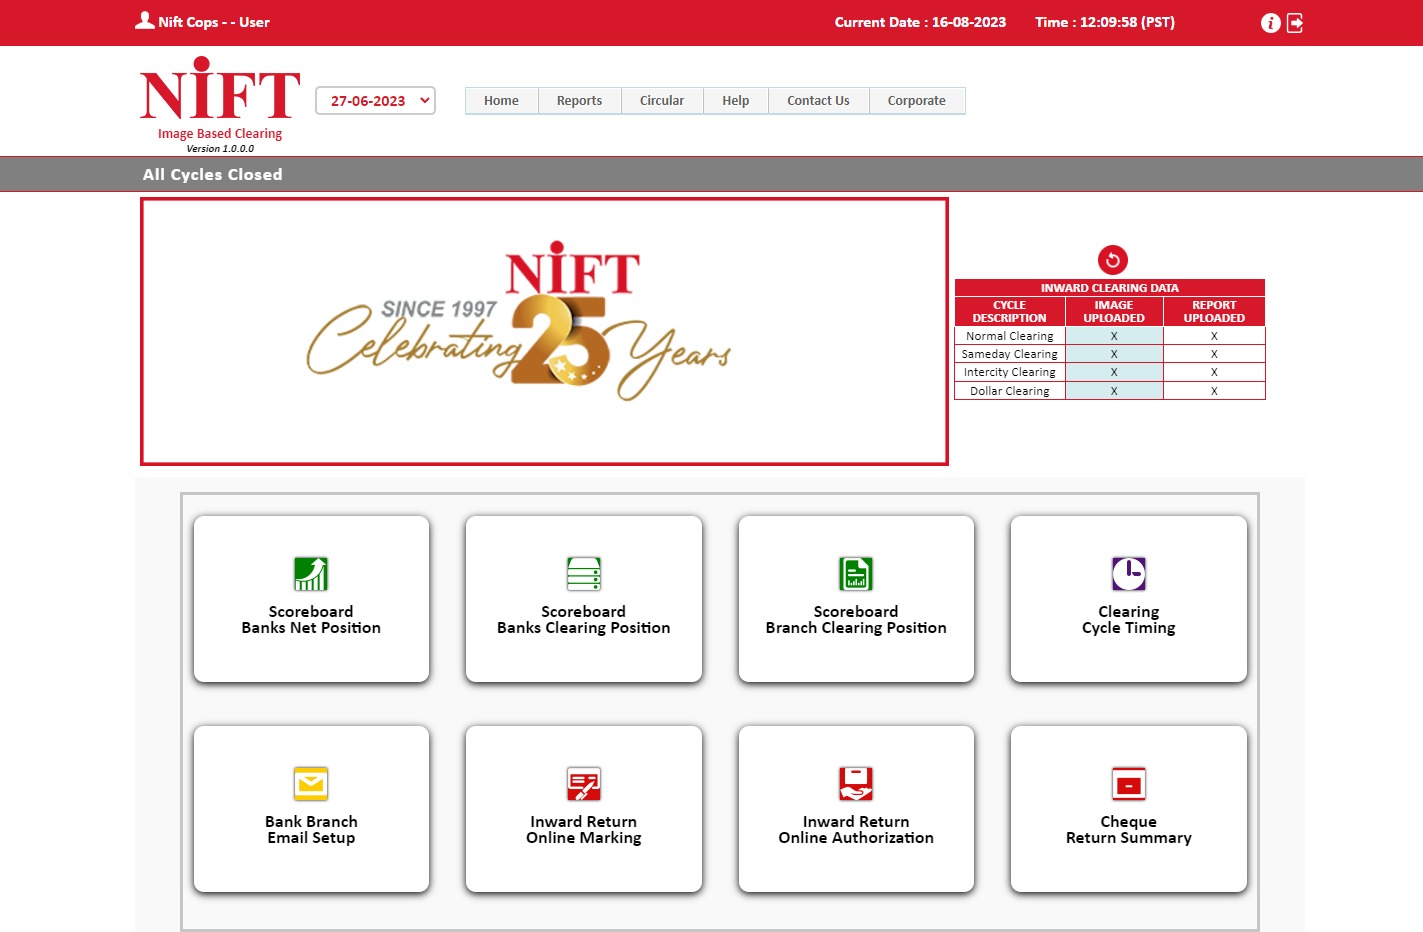 Nift Cops - - User
Current Date : 16-08-2023
Time : 12:09:58 (PST)
NiFT
Image Based Clearing
Version 1.0.0.0
27-06-2023
Home
Reports
Circular
Help
Contact Us
Corporate
All Cycles Closed
NiFT
SINCE 1997
Celebrating 25 Years
INWARD CLEARING DATA
CYCLE DESCRIPTION IMAGE UPLOADED REPORT UPLOADED
Normal Clearing X X
Sameday Clearing X X
Intercity Clearing X X
Dollar Clearing X X
Scoreboard
Banks Net Position
Scoreboard
Banks Clearing Position
Scoreboard
Branch Clearing Position
Clearing
Cycle Timing
Bank Branch
Email Setup
Inward Return
Online Marking
Inward Return
Online Authorization
Cheque
Return Summary